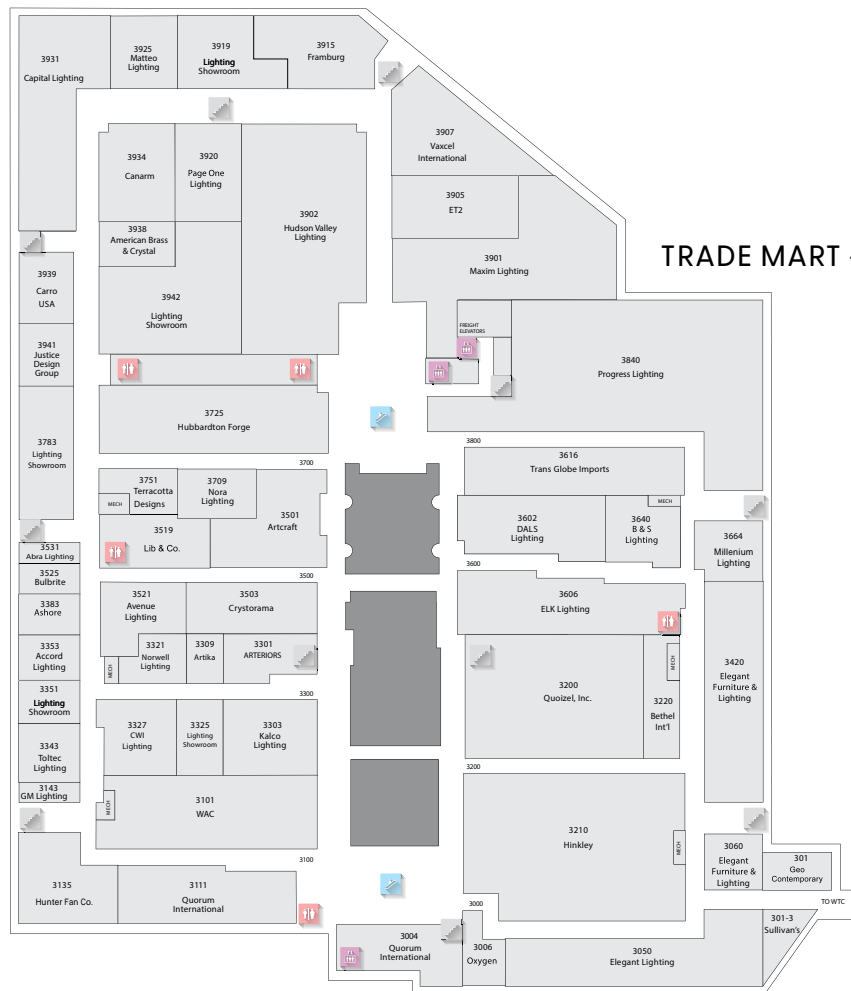 3931
Capital Lighting
3925
Matteo
Lighting
3919
Lighting
Showroom
3915
Framburg
3907
Vaxcel
International
3934
Canarm
3920
Page One
Lighting
3902
Hudson Valley
Lighting
3905
ET2
3938
American Brass
& Crystal
3901
Maxim Lighting
TRADE MART
3939
Carro
USA
3942
Lighting
Showroom
3941
Justice
Design
Group
FREIGHT
ELEVATORS
3840
Progress Lighting
3725
Hubbardton Forge
3783
Lighting
Showroom
3800
3616
Trans Globe Imports
3700
3751
Terracotta
Designs
MECH
3709
Nora
Lighting
3501
Artcraft
3519
Lib & Co.
3602
DALS
Lighting
MECH
3640
B & S
Lighting
3664
Millenium
Lighting
3531
Abra Lighting
3525
Bulbrite
3500
3600
3383
Ashore
3521
Avenue
Lighting
3503
Crystorama
3606
ELK Lighting
3353
Accord
Lighting
MECH
3321
Norwell
Lighting
3309
Artika
3301
ARTERIORS
3351
Lighting
Showroom
3300
3200
Quoizel, Inc.
MECH
3220
Bethel
Int'l
3420
Elegant
Furniture &
Lighting
3343
Toltec
Lighting
3327
CWI
Lighting
3325
Lighting
Showroom
3303
Kalco
Lighting
3143
GM Lighting
3200
MECH
3101
WAC
3210
Hinkley
MECH
3100
3060
Elegant
Furniture &
Lighting
301
Geo
Contemporary
3135
Hunter Fan Co.
3111
Quorum
International
3000
TO WTC
3004
Quorum
International
3006
Oxygen
3050
Elegant Lighting
301-3
Sullivan's